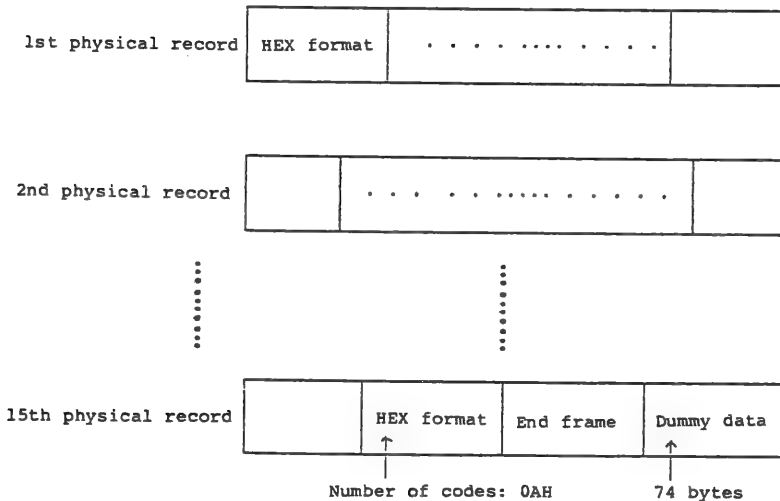 1st physical record
HEX format
2nd physical record
15th physical record
HEX format
End frame
Dummy data
Number of codes: 0AH
74 bytes